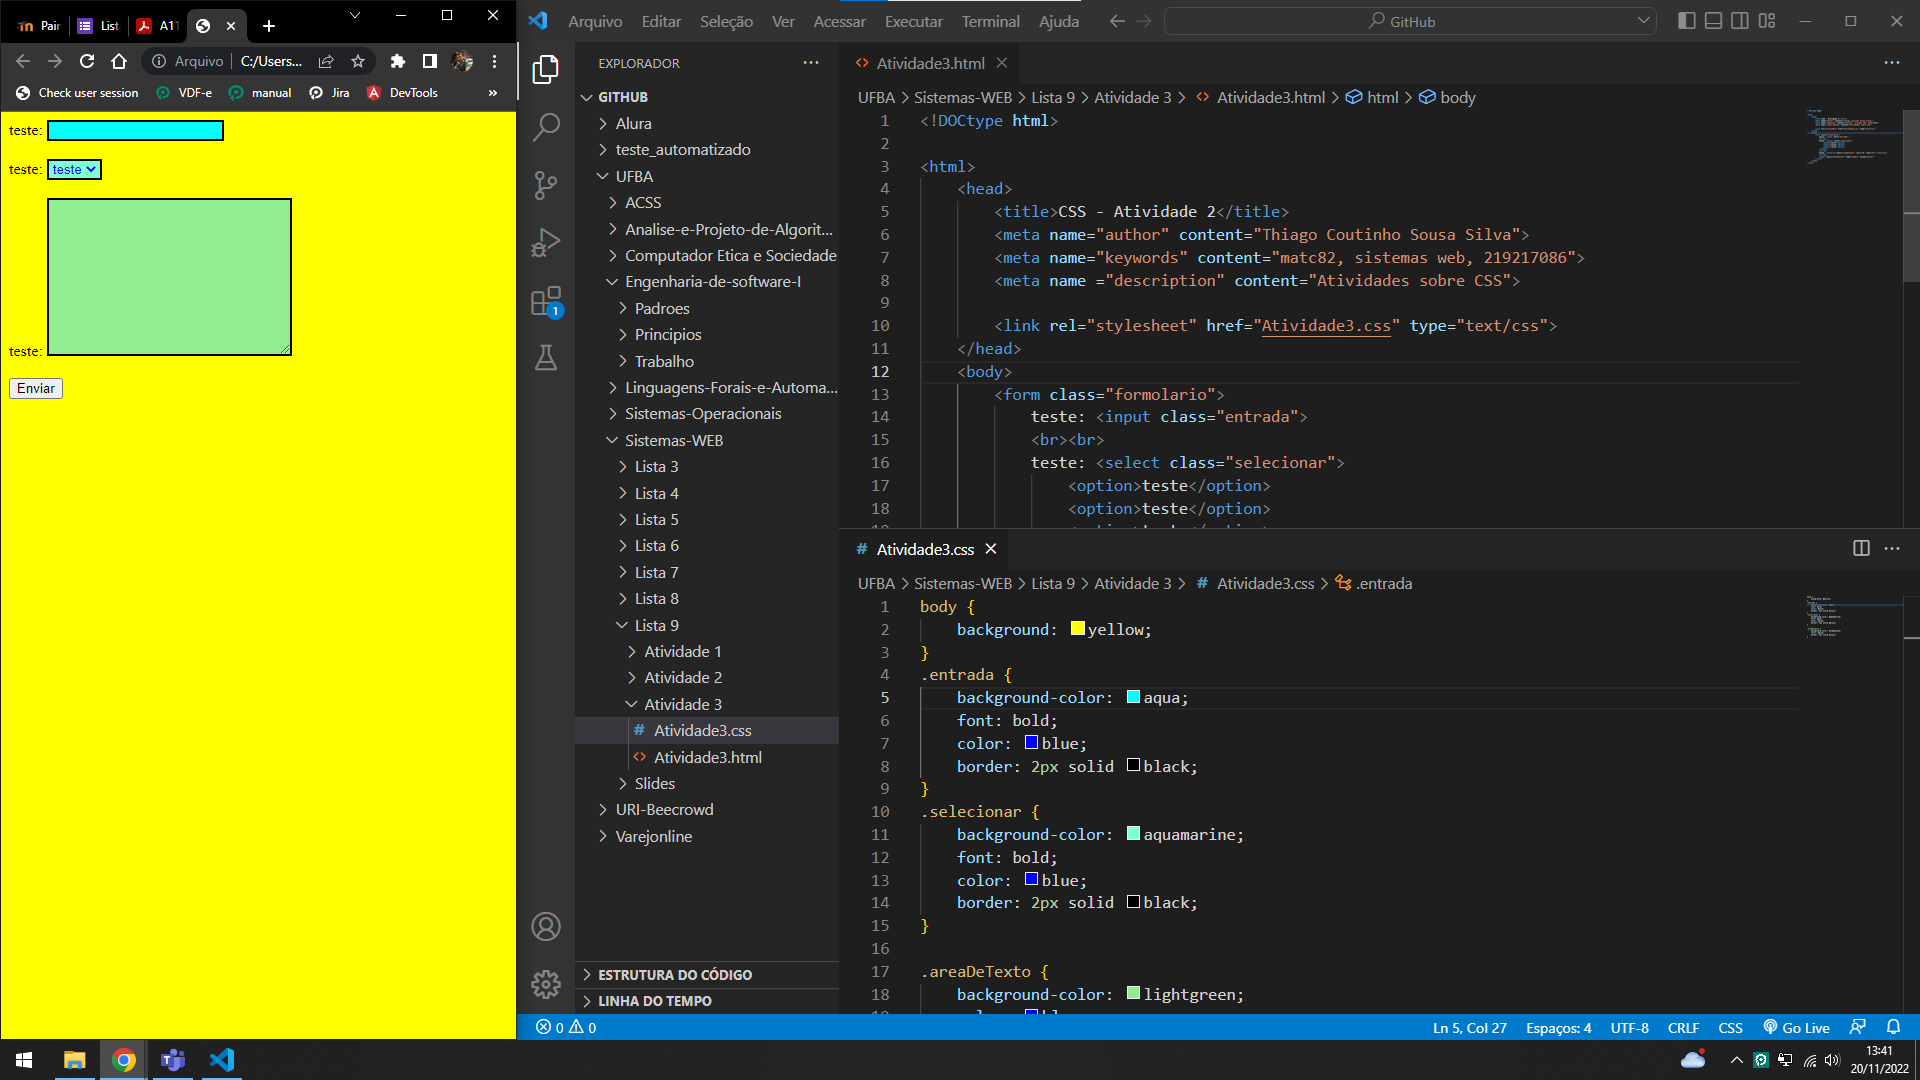 Pair
List
A11
Arquivo
C:/Users...
Check user session
VDF-e
manual
Jira
DevTools
»
teste:
teste: teste
teste:
Enviar
Arquivo Editar Seleção Ver Acessar Executar Terminal Ajuda
GitHub
EXPLORADOR
GITHUB
Alura
teste_automatizado
UFBA
ACSS
Analise-e-Projeto-de-Algorit...
Computador Etica e Sociedade
Engenharia-de-software-I
Padroes
Principios
Trabalho
Linguagens-Forais-e-Automa...
Sistemas-Operacionais
Sistemas-WEB
Lista 3
Lista 4
Lista 5
Lista 6
Lista 7
Lista 8
Lista 9
Atividade 1
Atividade 2
Atividade 3
# Atividade3.css
<> Atividade3.html
Slides
URI-Beecrowd
Varejonline
ESTRUTURA DO CÓDIGO
LINHA DO TEMPO
1
<> Atividade3.html
UFBA > Sistemas-WEB > Lista 9 > Atividade 3 > <> Atividade3.html > html > body
1 <!DOCtype html>
2
3 <html>
4 <head>
5 <title>CSS - Atividade 2</title>
6 <meta name="author" content="Thiago Coutinho Sousa Silva">
7 <meta name="keywords" content="matc82, sistemas web, 219217086">
8 <meta name ="description" content="Atividades sobre CSS">
9
10 <link rel="stylesheet" href="Atividade3.css" type="text/css">
11 </head>
12 <body>
13 <form class="formolario">
14 teste: <input class="entrada">
15 <br><br>
16 teste: <select class="selecionar">
17 <option>teste</option>
18 <option>teste</option>
# Atividade3.css
UFBA > Sistemas-WEB > Lista 9 > Atividade 3 > # Atividade3.css > .entrada
1 body {
2 background: yellow;
3 }
4 .entrada {
5 background-color: aqua;
6 font: bold;
7 color: blue;
8 border: 2px solid black;
9 }
10 .selecionar {
11 background-color: aquamarine;
12 font: bold;
13 color: blue;
14 border: 2px solid black;
15 }
16
17 .areaDeTexto {
18 background-color: lightgreen;
0 0
Ln 5, Col 27 Espaços: 4 UTF-8 CRLF CSS Go Live
13:41
20/11/2022